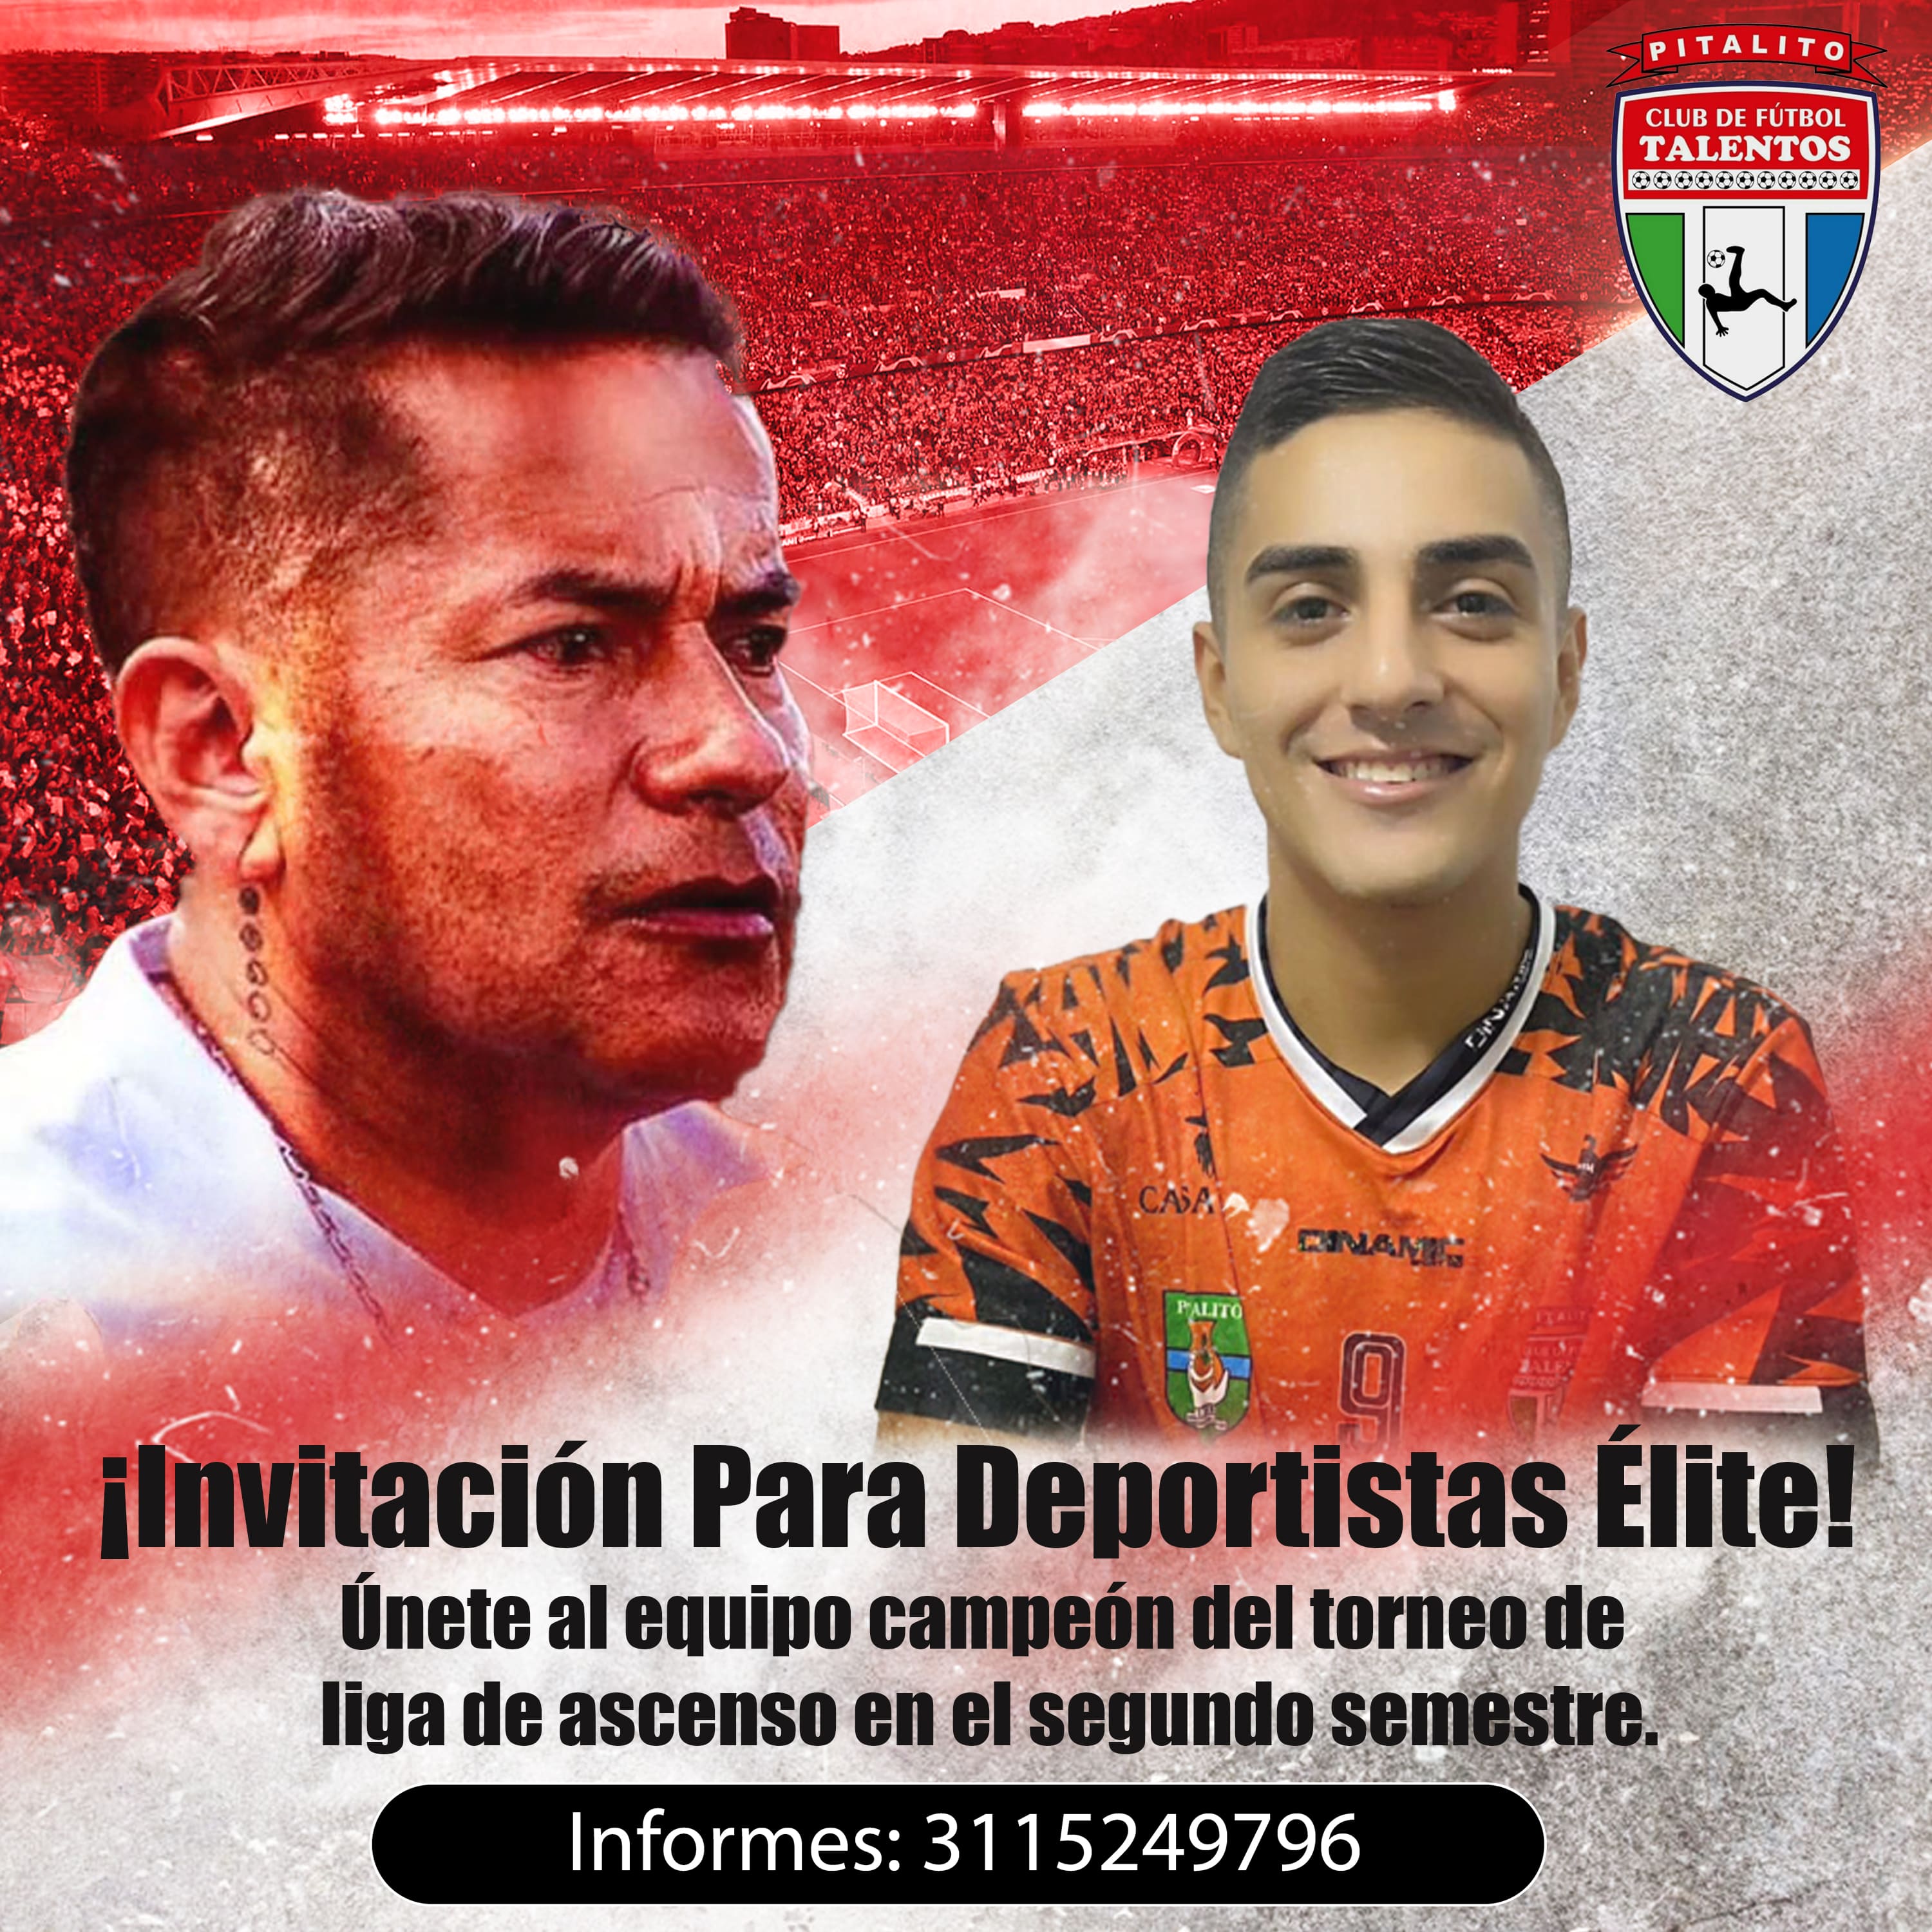 PITALITO
CLUB DE FÚTBOL
TALENTOS
DINAMIC
CASA
DINAMIC
PITALITO
9
¡Invitación Para Deportistas Élite!
Únete al equipo campeón del torneo de
liga de ascenso en el segundo semestre.
Informes: 3115249796